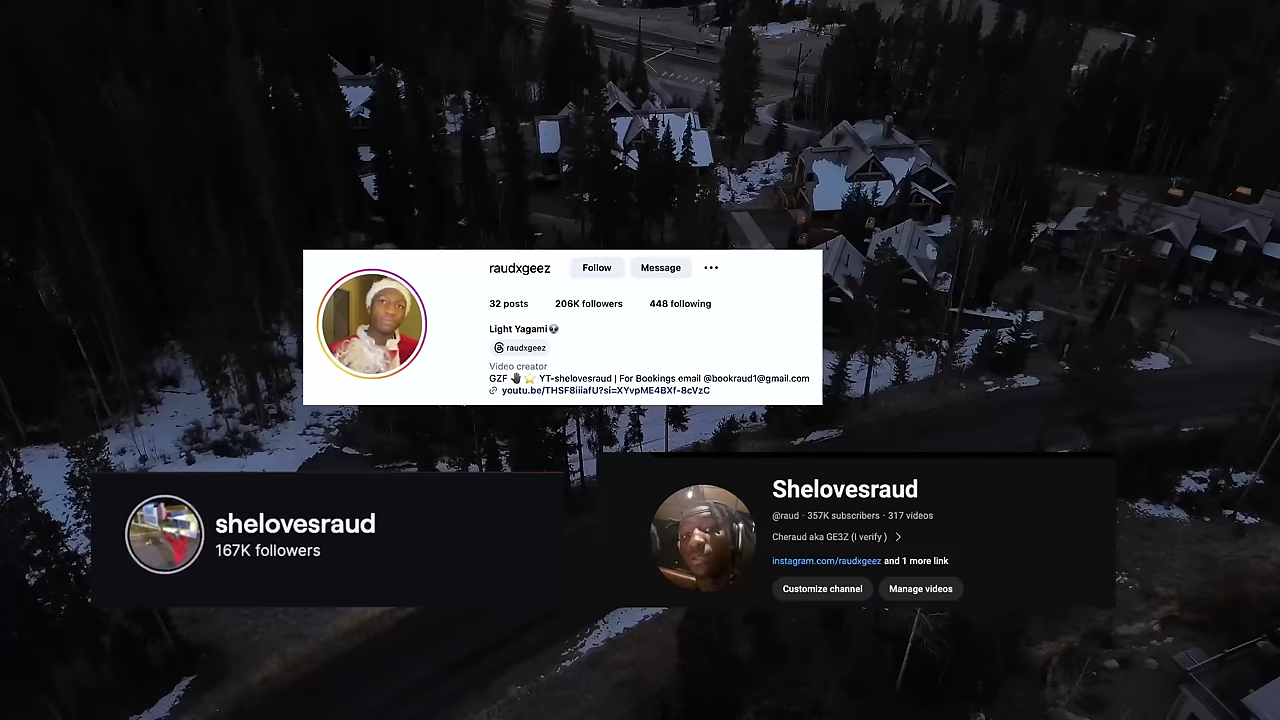 raudxgeez Follow Message
32 posts 206K followers 448 following
Light Yagami
raudxgeez
Video creator
GZF YT-shelovesraud | For Bookings email @bookraud1@gmail.com
youtu.be/THSF8iiiafU?si=XYvpME4BXf-8cVzC
shelovesraud
167K followers
Shelovesraud
@raud · 357K subscribers · 317 videos
Cheraud aka GE3Z (I verify )
instagram.com/raudxgeez and 1 more link
Customize channel Manage videos